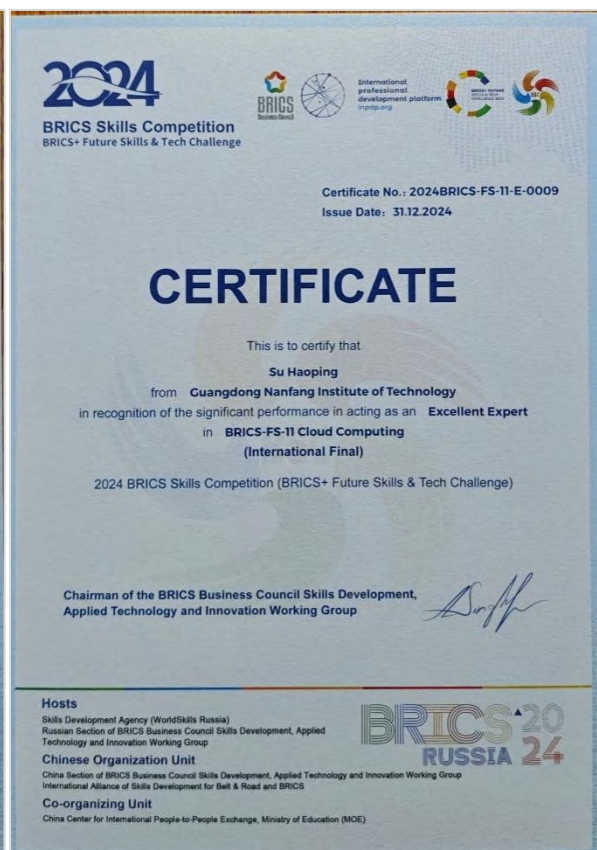 2024
BRICS Skills Competition
BRICS+ Future Skills & Tech Challenge
BRICS
Business Council
International
professional
development platform
inpdp.org
BRICS+ FUTURE
SKILLS & TECH
CHALLENGE 2024
Certificate No.: 2024BRICS-FS-11-E-0009
Issue Date: 31.12.2024
CERTIFICATE
This is to certify that
Su Haoping
from Guangdong Nanfang Institute of Technology
in recognition of the significant performance in acting as an Excellent Expert
in BRICS-FS-11 Cloud Computing
(International Final)
2024 BRICS Skills Competition (BRICS+ Future Skills & Tech Challenge)
Chairman of the BRICS Business Council Skills Development,
Applied Technology and Innovation Working Group
Hosts
Skills Development Agency (WorldSkills Russia)
Russian Section of BRICS Business Council Skills Development, Applied
Technology and Innovation Working Group
BRICS 20
RUSSIA 24
Chinese Organization Unit
China Section of BRICS Business Council Skills Development, Applied Technology and Innovation Working Group
International Alliance of Skills Development for Belt & Road and BRICS
Co-organizing Unit
China Center for International People-to-People Exchange, Ministry of Education (MOE)